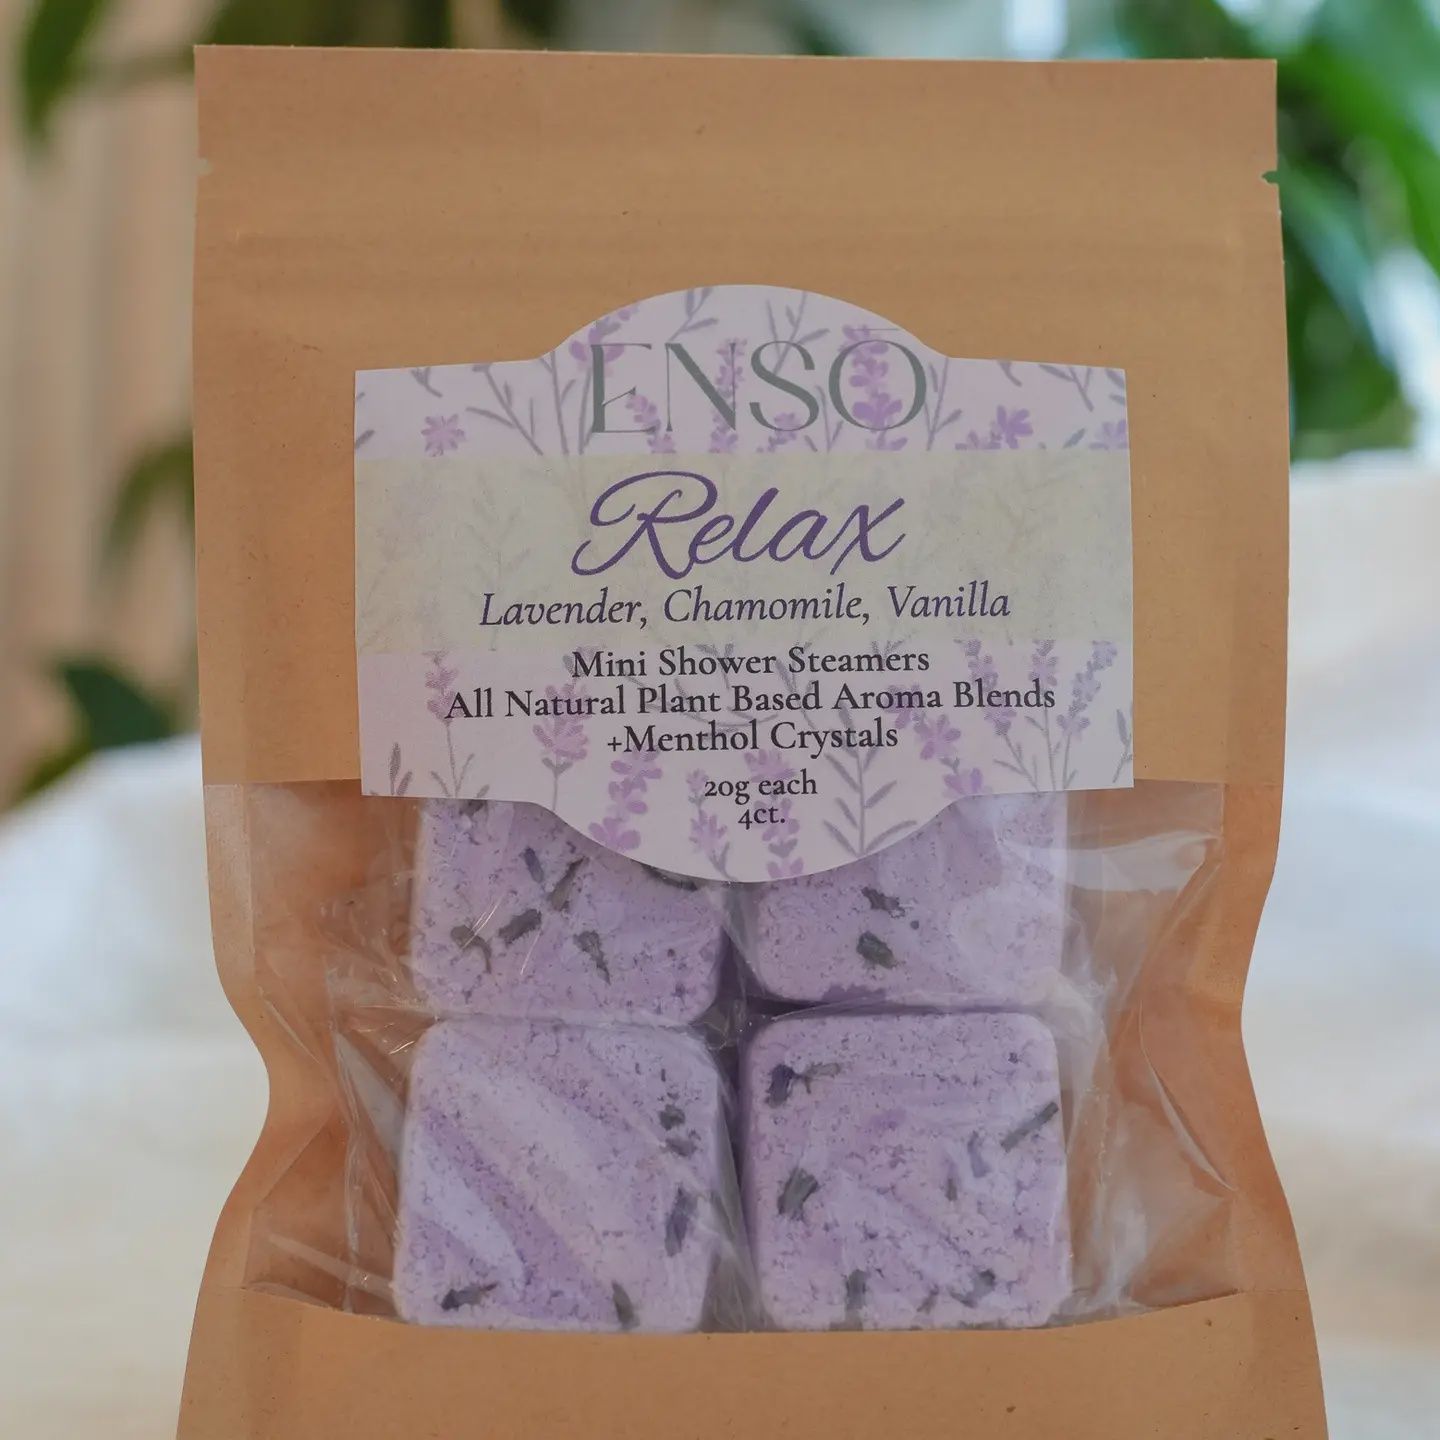 ENSŌ
Relax
Lavender, Chamomile, Vanilla
Mini Shower Steamers
All Natural Plant Based Aroma Blends
+Menthol Crystals
20g each
4ct.